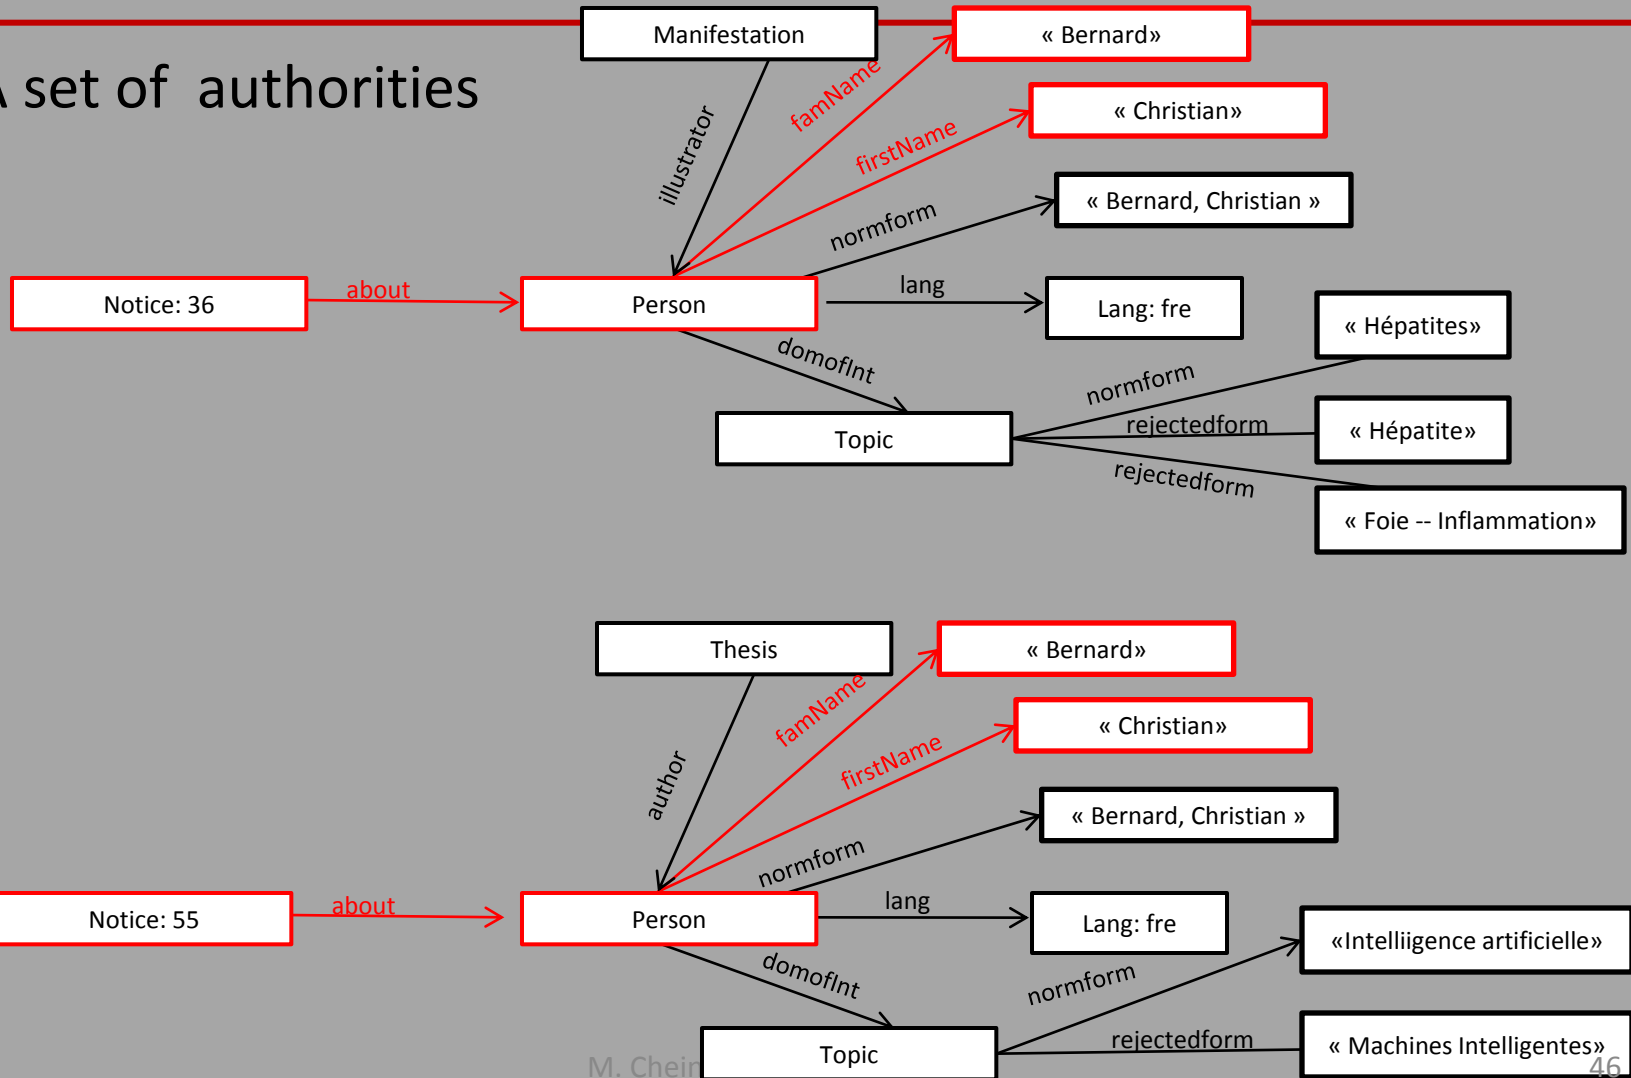 Manifestation
« Bernard»
A set of  authorities
famName
« Christian»
firstName
illustrator
« Bernard, Christian »
normform
Notice: 36
about
Person
lang
Lang: fre
« Hépatites»
domofInt
normform
« Hépatite»
rejectedform
Topic
rejectedform
« Foie -- Inflammation»
Thesis
« Bernard»
famName
« Christian»
firstName
author
« Bernard, Christian »
normform
Notice: 55
about
Person
lang
Lang: fre
«Intelliigence artificielle»
domofInt
normform
rejectedform
« Machines Intelligentes»
Topic
M. Chein
46